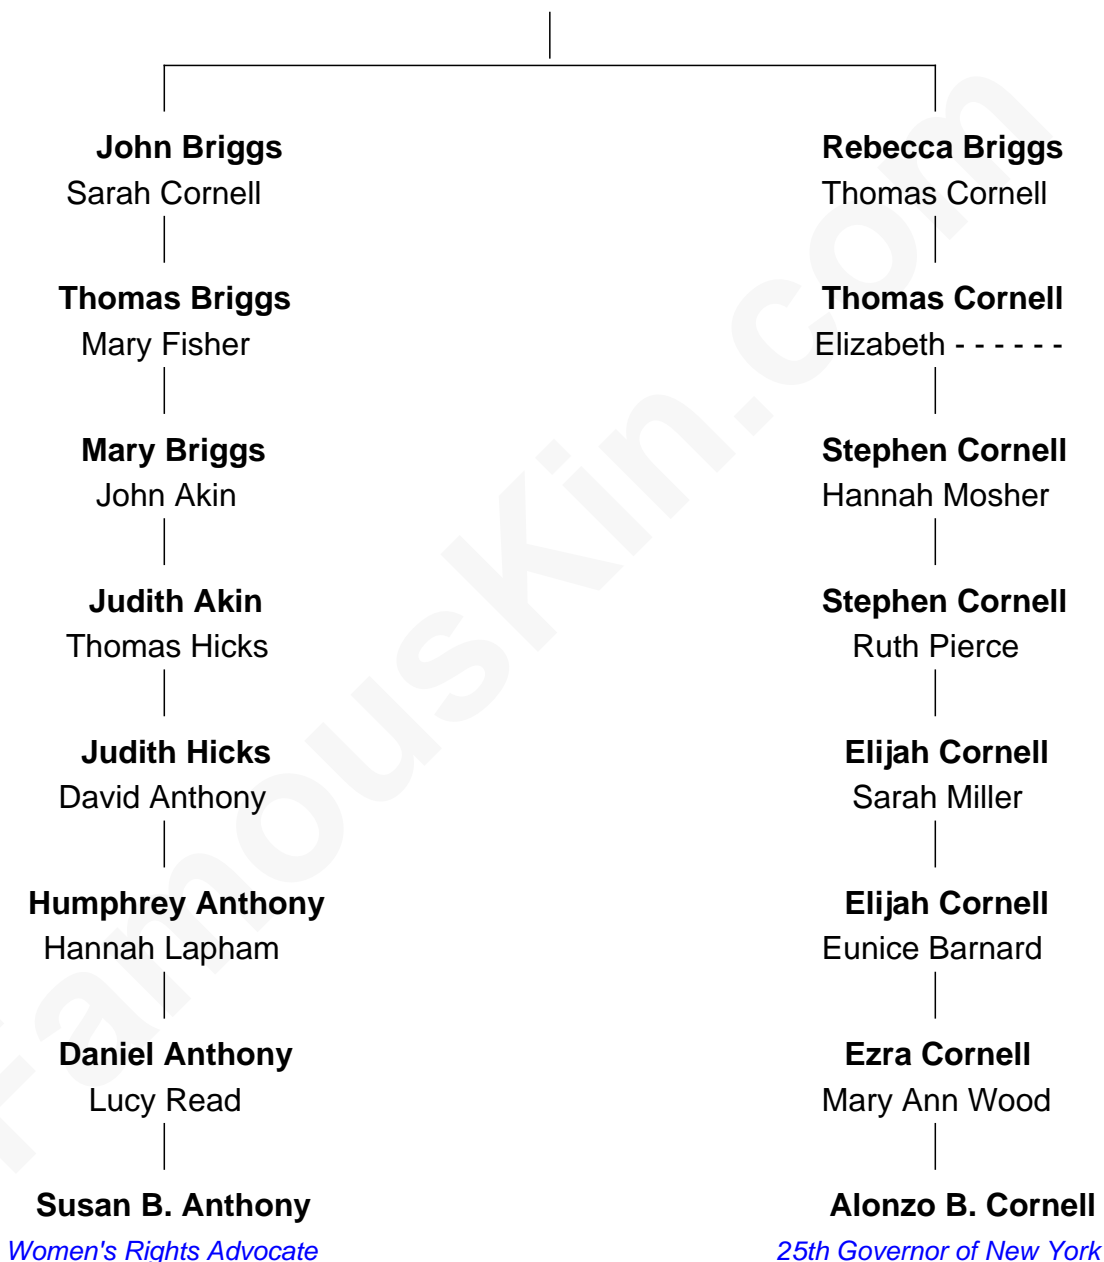 John Briggs
Sarah Cornell
Rebecca Briggs
Thomas Cornell
Thomas Briggs
Mary Fisher
Thomas Cornell
Elizabeth - - - - - -
Mary Briggs
John Akin
Stephen Cornell
Hannah Mosher
Judith Akin
Thomas Hicks
Stephen Cornell
Ruth Pierce
Judith Hicks
David Anthony
Elijah Cornell
Sarah Miller
Humphrey Anthony
Hannah Lapham
Elijah Cornell
Eunice Barnard
Daniel Anthony
Lucy Read
Ezra Cornell
Mary Ann Wood
Susan B. Anthony
Women's Rights Advocate
Alonzo B. Cornell
25th Governor of New York
FamousKin.com